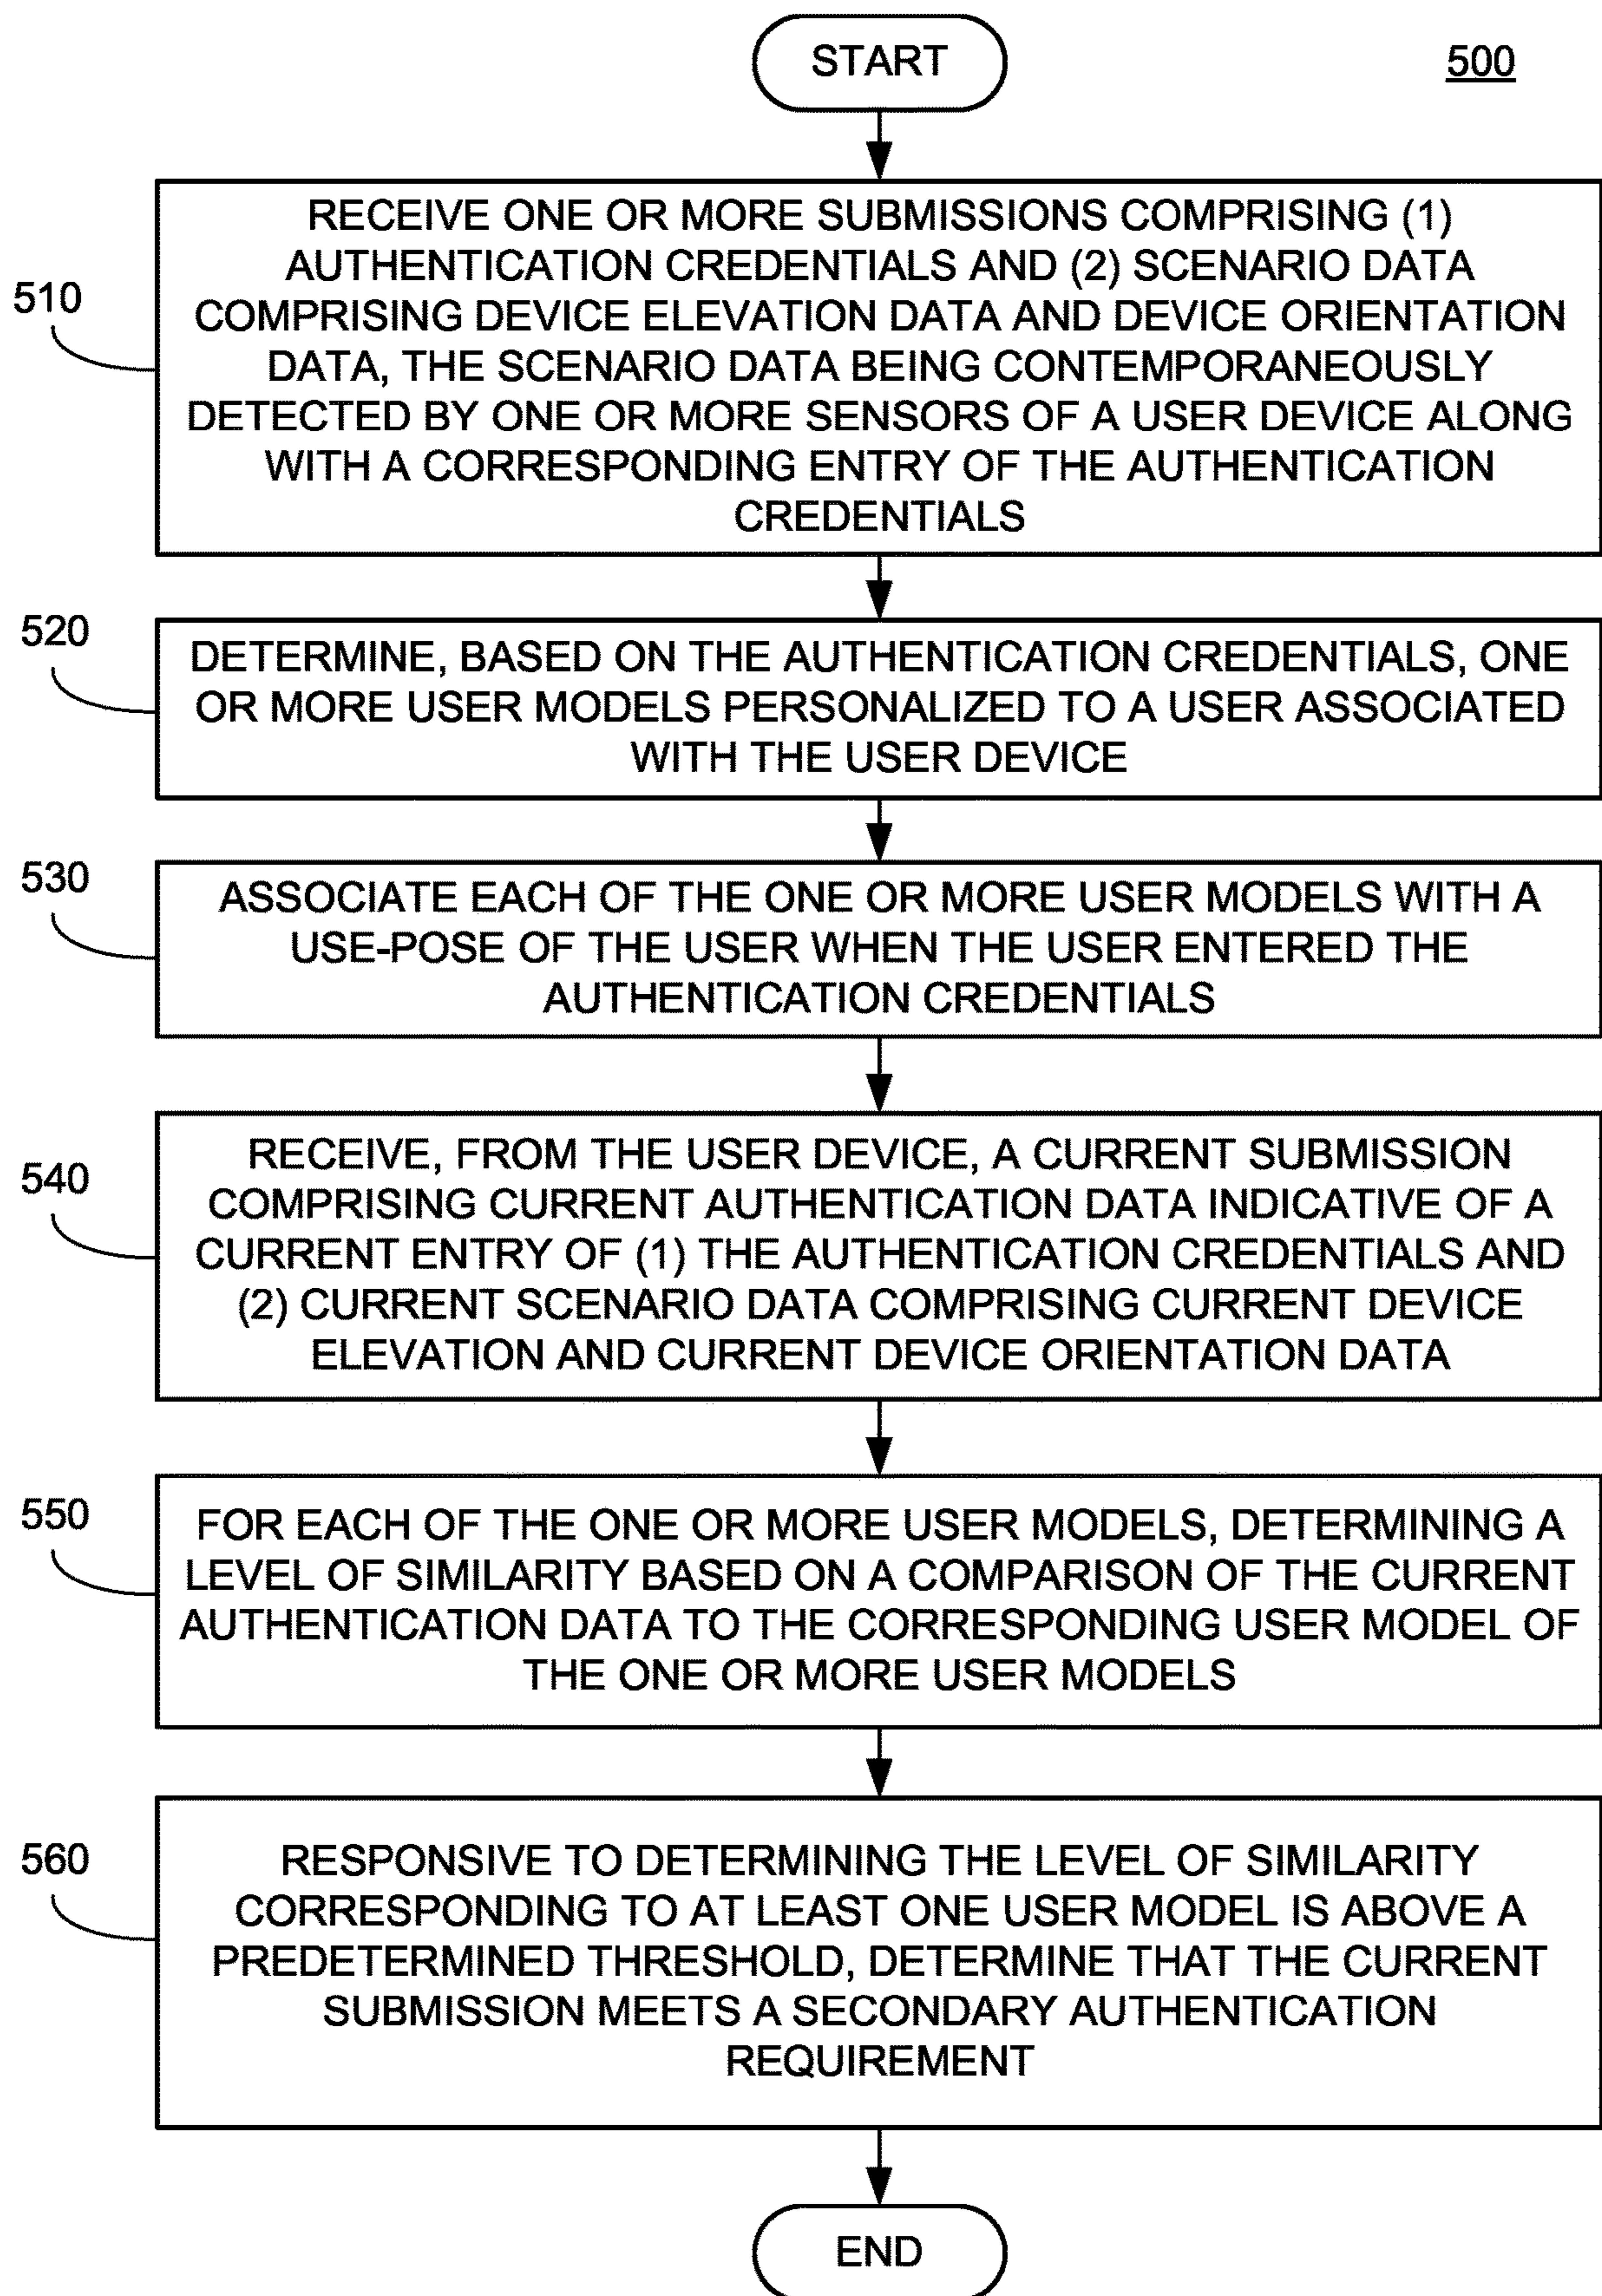 START
500
510
RECEIVE ONE OR MORE SUBMISSIONS COMPRISING (1)
AUTHENTICATION CREDENTIALS AND (2) SCENARIO DATA
COMPRISING DEVICE ELEVATION DATA AND DEVICE ORIENTATION
DATA, THE SCENARIO DATA BEING CONTEMPORANEOUSLY
DETECTED BY ONE OR MORE SENSORS OF A USER DEVICE ALONG
WITH A CORRESPONDING ENTRY OF THE AUTHENTICATION
CREDENTIALS
520
DETERMINE, BASED ON THE AUTHENTICATION CREDENTIALS, ONE
OR MORE USER MODELS PERSONALIZED TO A USER ASSOCIATED
WITH THE USER DEVICE
530
ASSOCIATE EACH OF THE ONE OR MORE USER MODELS WITH A
USE-POSE OF THE USER WHEN THE USER ENTERED THE
AUTHENTICATION CREDENTIALS
540
RECEIVE, FROM THE USER DEVICE, A CURRENT SUBMISSION
COMPRISING CURRENT AUTHENTICATION DATA INDICATIVE OF A
CURRENT ENTRY OF (1) THE AUTHENTICATION CREDENTIALS AND
(2) CURRENT SCENARIO DATA COMPRISING CURRENT DEVICE
ELEVATION AND CURRENT DEVICE ORIENTATION DATA
550
FOR EACH OF THE ONE OR MORE USER MODELS, DETERMINING A
LEVEL OF SIMILARITY BASED ON A COMPARISON OF THE CURRENT
AUTHENTICATION DATA TO THE CORRESPONDING USER MODEL OF
THE ONE OR MORE USER MODELS
560
RESPONSIVE TO DETERMINING THE LEVEL OF SIMILARITY
CORRESPONDING TO AT LEAST ONE USER MODEL IS ABOVE A
PREDETERMINED THRESHOLD, DETERMINE THAT THE CURRENT
SUBMISSION MEETS A SECONDARY AUTHENTICATION
REQUIREMENT
END